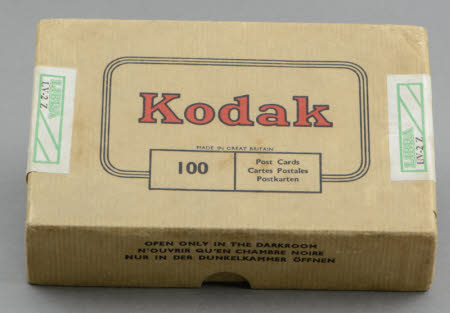 Kodak
MADE IN GREAT BRITAIN
100
Post Cards
Cartes Postales
Postkarten
OPEN ONLY IN THE DARKROOM
N'OUVRIR QU'EN CHAMBRE NOIRE
NUR IN DER DUNKELKAMMER ÖFFNEN